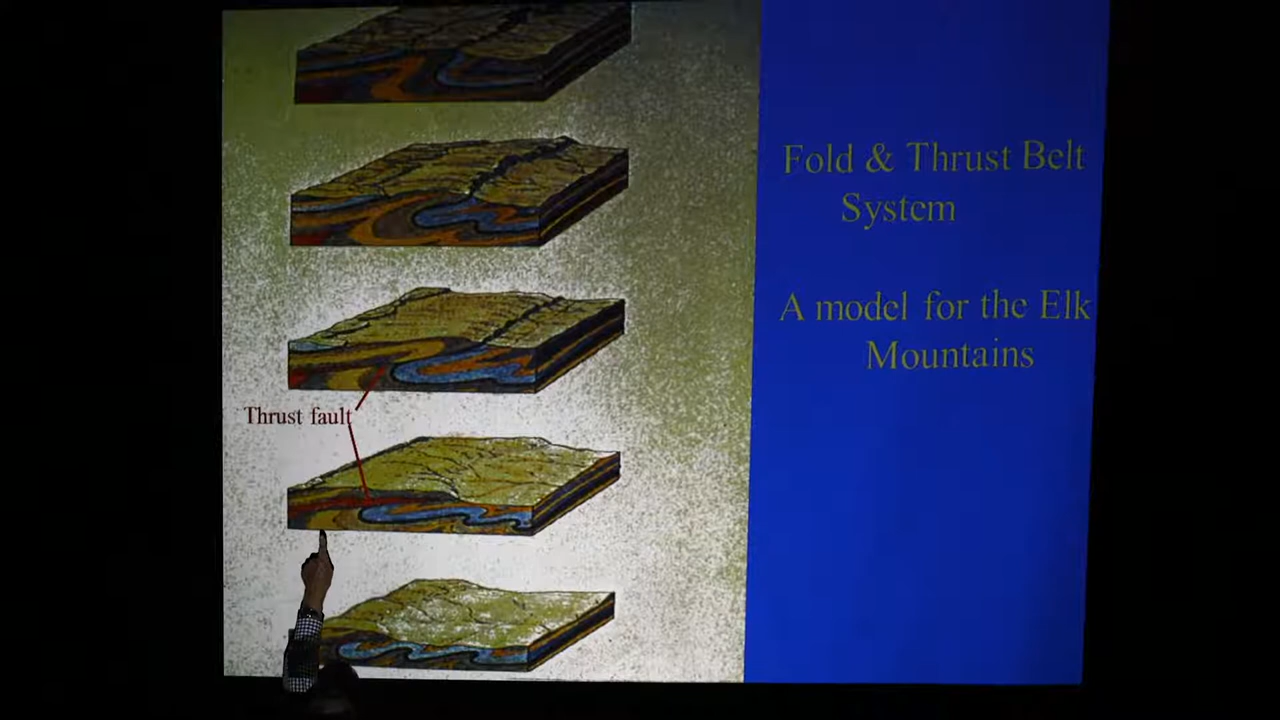 Fold & Thrust Belt
System
A model for the Elk
Mountains
Thrust fault